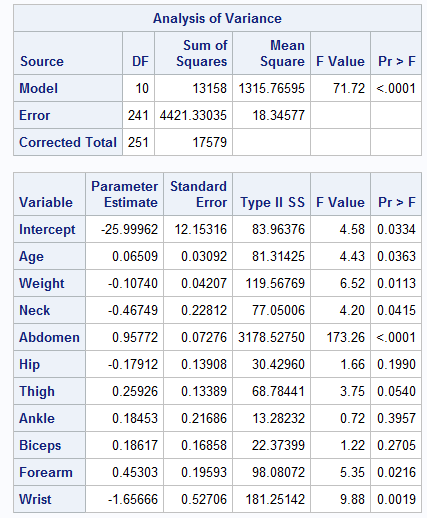 Analysis of Variance
Source DF Sum of Squares Mean Square F Value Pr > F
Model 10 13158 1315.76595 71.72 <.0001
Error 241 4421.33035 18.34577
Corrected Total 251 17579
Variable Parameter Estimate Standard Error Type II SS F Value Pr > F
Intercept -25.99962 12.15316 83.96376 4.58 0.0334
Age 0.06509 0.03092 81.31425 4.43 0.0363
Weight -0.10740 0.04207 119.56769 6.52 0.0113
Neck -0.46749 0.22812 77.05006 4.20 0.0415
Abdomen 0.95772 0.07276 3178.52750 173.26 <.0001
Hip -0.17912 0.13908 30.42960 1.66 0.1990
Thigh 0.25926 0.13389 68.78441 3.75 0.0540
Ankle 0.18453 0.21686 13.28232 0.72 0.3957
Biceps 0.18617 0.16858 22.37399 1.22 0.2705
Forearm 0.45303 0.19593 98.08072 5.35 0.0216
Wrist -1.65666 0.52706 181.25142 9.88 0.0019